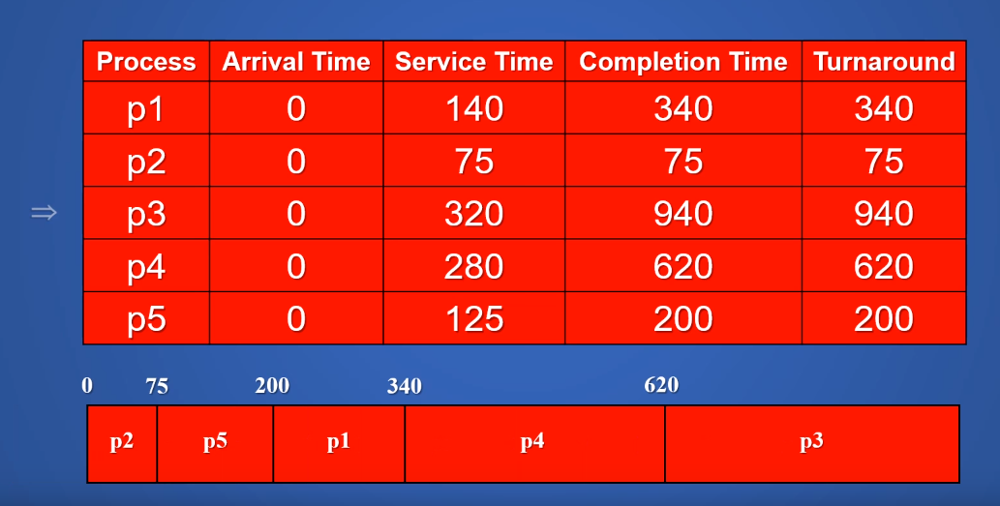 Process Arrival Time Service Time Completion Time Turnaround
p1 0 140 340 340
p2 0 75 75 75
p3 0 320 940 940
p4 0 280 620 620
p5 0 125 200 200
0 75 200 340 620
p2 p5 p1 p4 p3